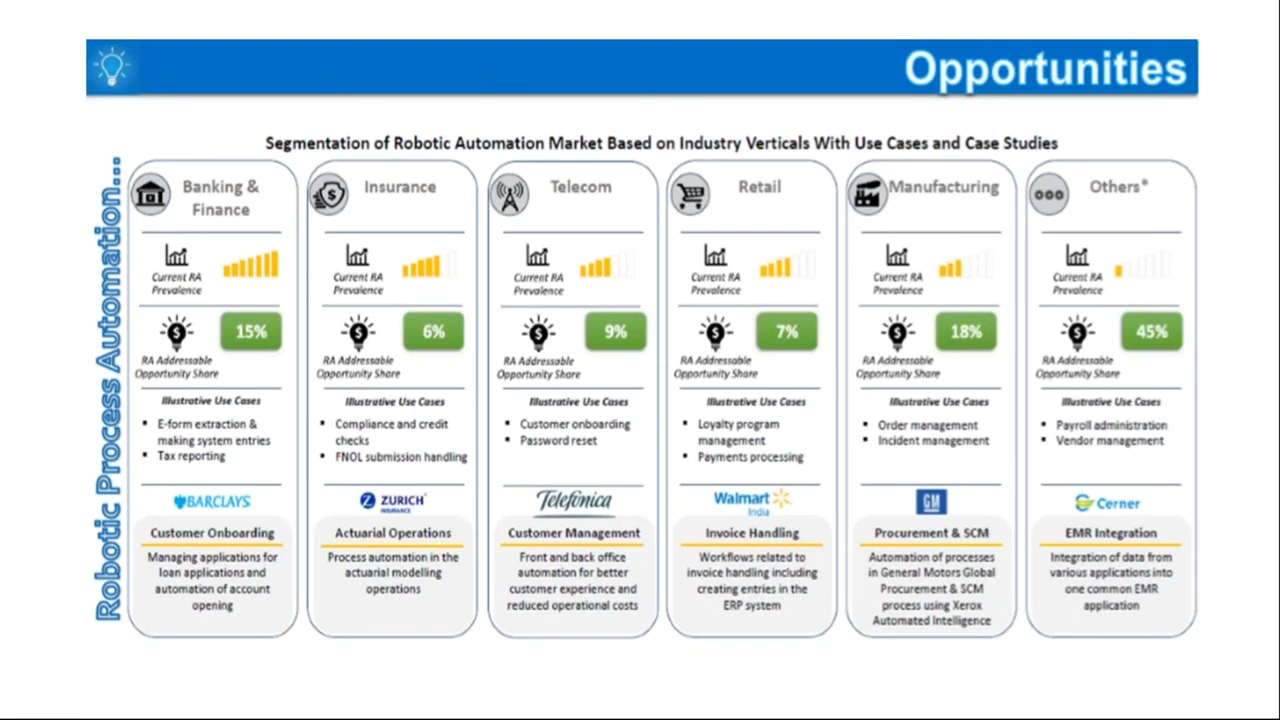 Opportunities
Segmentation of Robotic Automation Market Based on Industry Verticals With Use Cases and Case Studies
Robotic Process Automation...
Banking &
Finance
Current RA
Prevalence
15%
RA Addressable
Opportunity Share
Illustrative Use Cases
▪ E-form extraction &
making system entries
▪ Tax reporting
BARCLAYS
Customer Onboarding
Managing applications for
loan applications and
automation of account
opening
Insurance
Current RA
Prevalence
6%
RA Addressable
Opportunity Share
Illustrative Use Cases
▪ Compliance and credit
checks
▪ FNOL submission handling
ZURICH
INSURANCE
Actuarial Operations
Process automation in the
actuarial modelling
operations
Telecom
Current RA
Prevalence
9%
RA Addressable
Opportunity Share
Illustrative Use Cases
▪ Customer onboarding
▪ Password reset
Telefónica
Customer Management
Front and back office
automation for better
customer experience and
reduced operational costs
Retail
Current RA
Prevalence
7%
RA Addressable
Opportunity Share
Illustrative Use Cases
▪ Loyalty program
management
▪ Payments processing
Walmart
India
Invoice Handling
Workflows related to
invoice handling including
creating entries in the
ERP system
Manufacturing
Current RA
Prevalence
18%
RA Addressable
Opportunity Share
Illustrative Use Cases
▪ Order management
▪ Incident management
GM
Procurement & SCM
Automation of processes
in General Motors Global
Procurement & SCM
process using Xerox
Automated Intelligence
Others*
Current RA
Prevalence
45%
RA Addressable
Opportunity Share
Illustrative Use Cases
▪ Payroll administration
▪ Vendor management
Cerner
EMR Integration
Integration of data from
various applications into
one common EMR
application